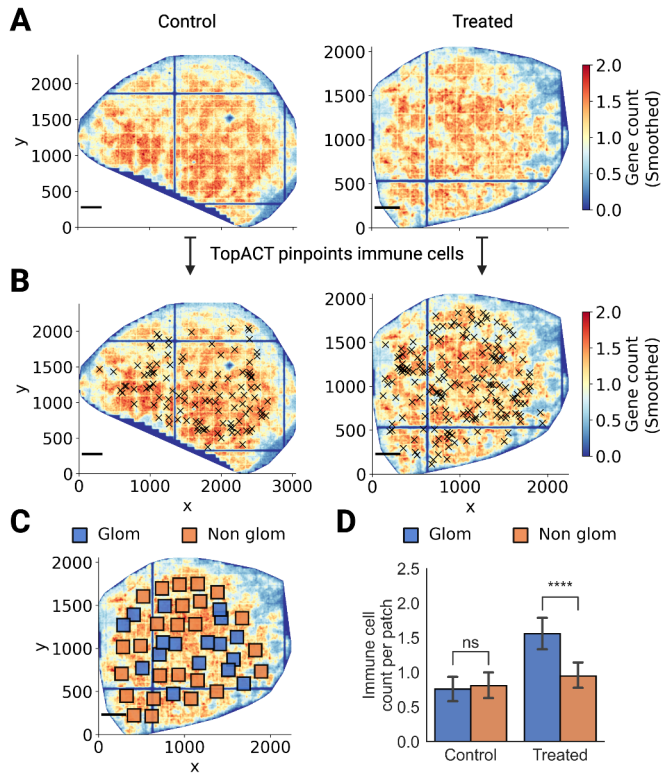 A
Control
Treated
2000
1500
1000
500
0
y
2000
1500
1000
500
0
2.0
1.5
1.0
0.5
0.0
Gene count
(Smoothed)
TopACT pinpoints immune cells
B
2000
1500
1000
500
0
y
0
1000
2000
3000
x
2000
1500
1000
500
0
0
1000
2000
x
2.0
1.5
1.0
0.5
0.0
Gene count
(Smoothed)
C
Glom
Non glom
2000
1500
1000
500
0
y
0
1000
2000
x
D
Glom
Non glom
2.5
2.0
1.5
1.0
0.5
0.0
Immune cell
count per patch
ns
****
Control
Treated